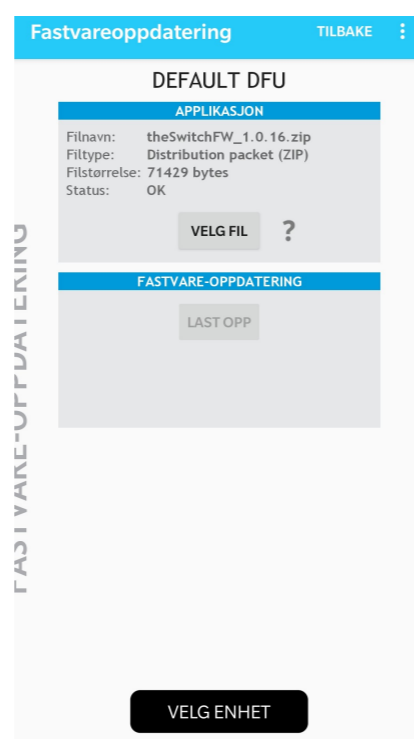 Fastvareoppdatering TILBAKE
DEFAULT DFU
APPLIKASJON
Filnavn: theSwitchFW_1.0.16.zip
Filtype: Distribution packet (ZIP)
Filstørrelse: 71429 bytes
Status: OK
VELG FIL ?
FASTVARE-OPPDATERING
LAST OPP
FASTVARE-OPPDATERING
VELG ENHET